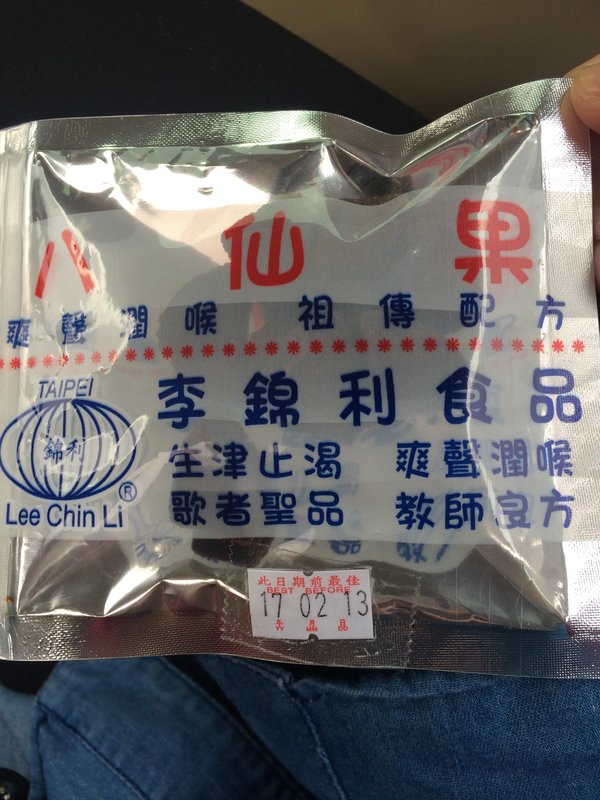 八仙果
爽聲潤喉 祖傳配方
TAIPEI
錦利
®
Lee Chin Li
李錦利食品
生津止渴 爽聲潤喉
歌者聖品 教師良方
此日期前最佳
BEST BEFORE
17 02 13